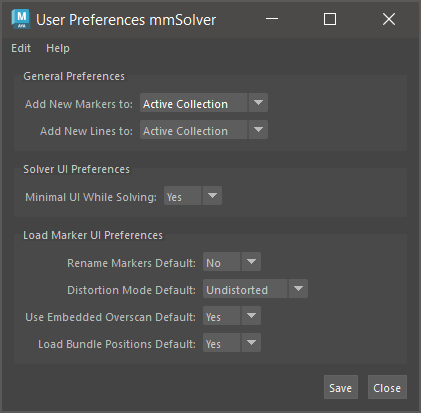 M
AYA
User Preferences mmSolver
Edit Help
General Preferences
Add New Markers to: Active Collection
Add New Lines to: Active Collection
Solver UI Preferences
Minimal UI While Solving: Yes
Load Marker UI Preferences
Rename Markers Default: No
Distortion Mode Default: Undistorted
Use Embedded Overscan Default: Yes
Load Bundle Positions Default: Yes
Save Close